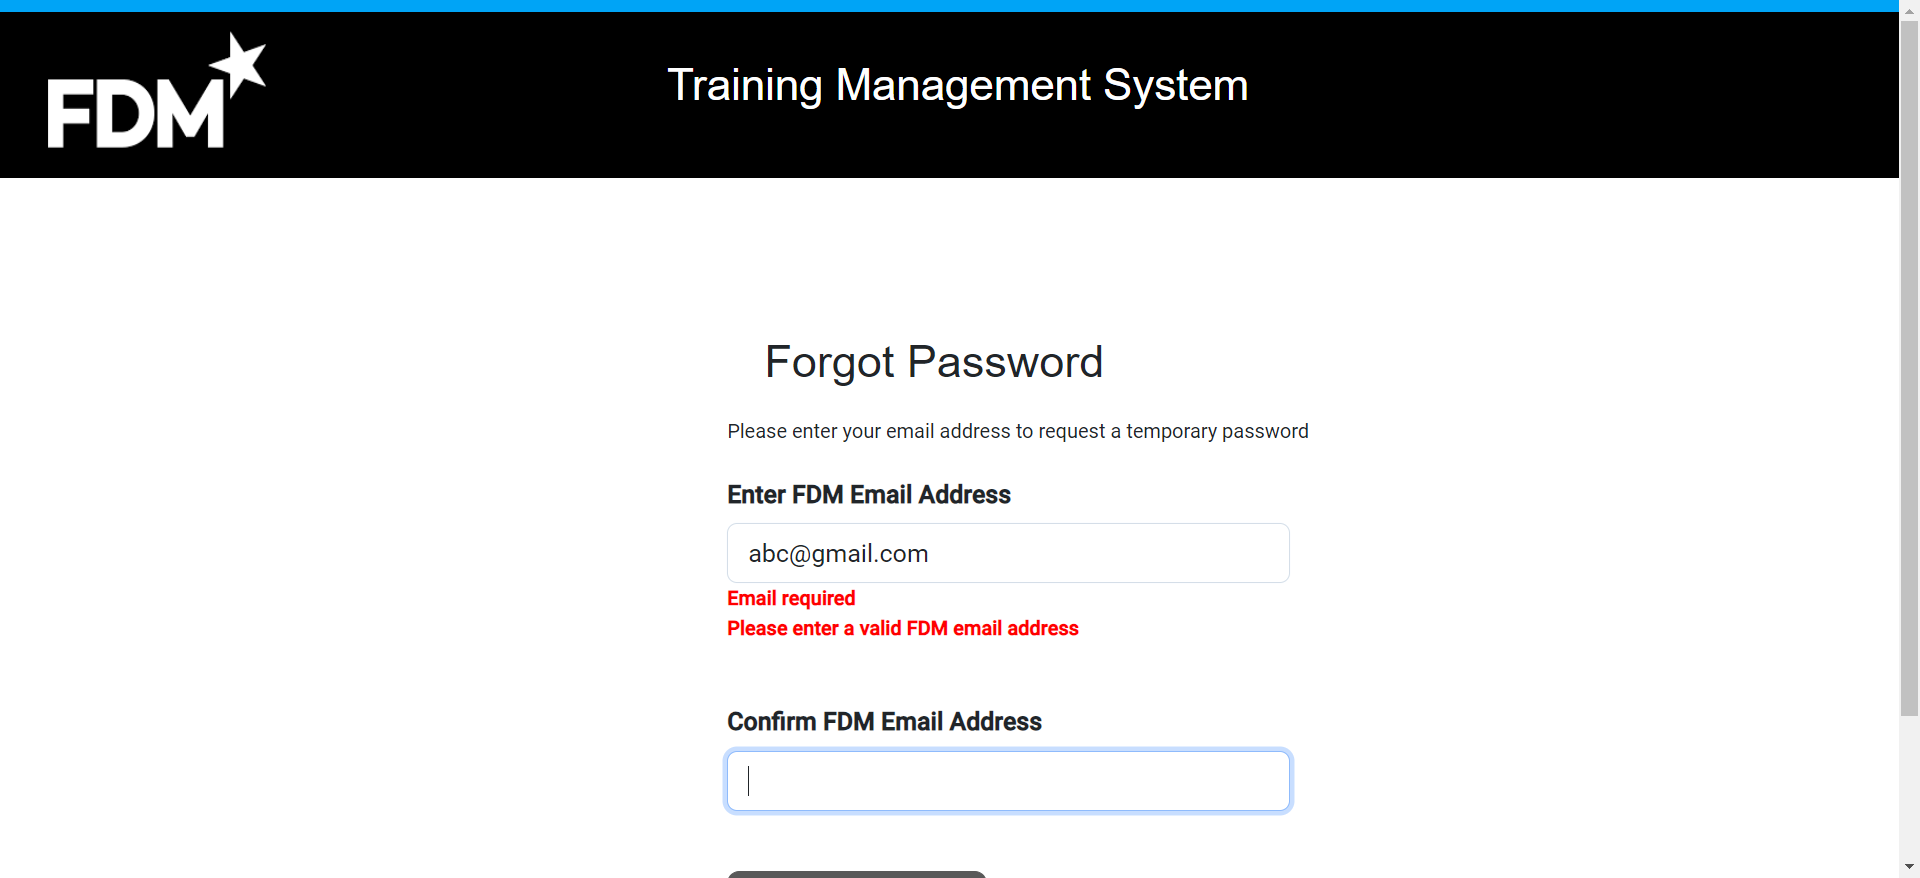 FDM
Training Management System
Forgot Password
Please enter your email address to request a temporary password
Enter FDM Email Address
abc@gmail.com
Email required
Please enter a valid FDM email address
Confirm FDM Email Address